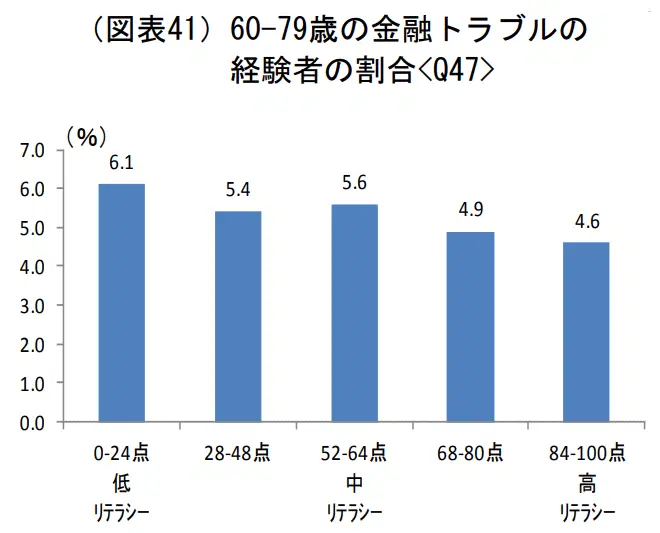 (図表41) 60-79歳の金融トラブルの
経験者の割合<Q47>
(%)
7.0
6.0
5.0
4.0
3.0
2.0
1.0
0.0
6.1
5.4
5.6
4.9
4.6
0-24点 28-48点 52-64点 68-80点 84-100点
低 中 高
リテラシー リテラシー リテラシー